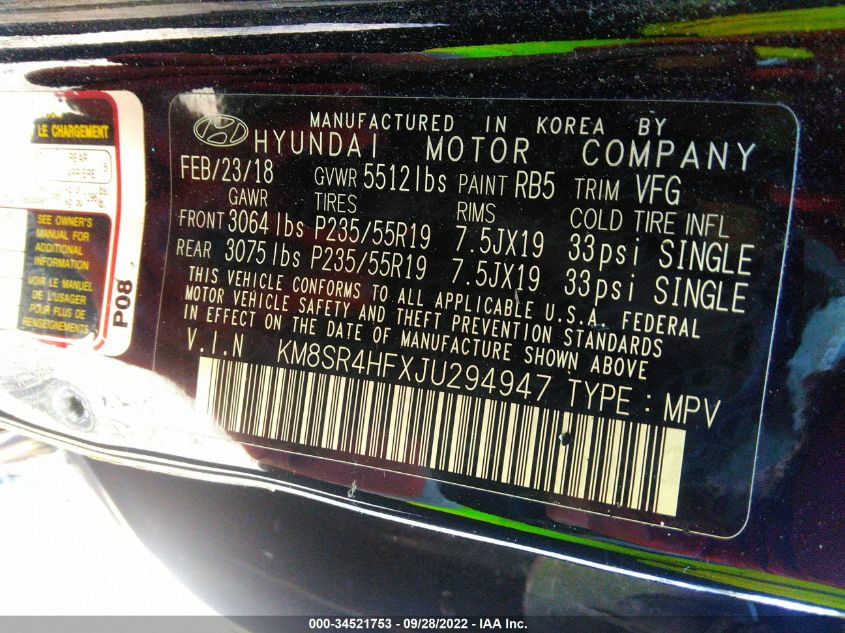 MANUFACTURED IN KOREA BY
HYUNDAI MOTOR COMPANY
FEB/23/18 GVWR 5512lbs PAINT RB5 TRIM VFG
GAWR TIRES RIMS COLD TIRE INFL
FRONT 3064lbs P235/55R19 7.5JX19 33psi SINGLE
REAR 3075lbs P235/55R19 7.5JX19 33psi SINGLE
THIS VEHICLE CONFORMS TO ALL APPLICABLE U.S.A. FEDERAL
MOTOR VEHICLE SAFETY AND THEFT PREVENTION STANDARDS
IN EFFECT ON THE DATE OF MANUFACTURE SHOWN ABOVE
V.I.N KM8SR4HFXJU294947 TYPE : MPV
LE CHARGEMENT
REAR 5
ARRIÈRE
SEE OWNER'S
MANUAL FOR
ADDITIONAL
INFORMATION
VOIR LE MANUEL
DE L'USAGER
POUR PLUS DE
RENSEIGNEMENTS
P08
000-34521753 - 09/28/2022 - IAA Inc.